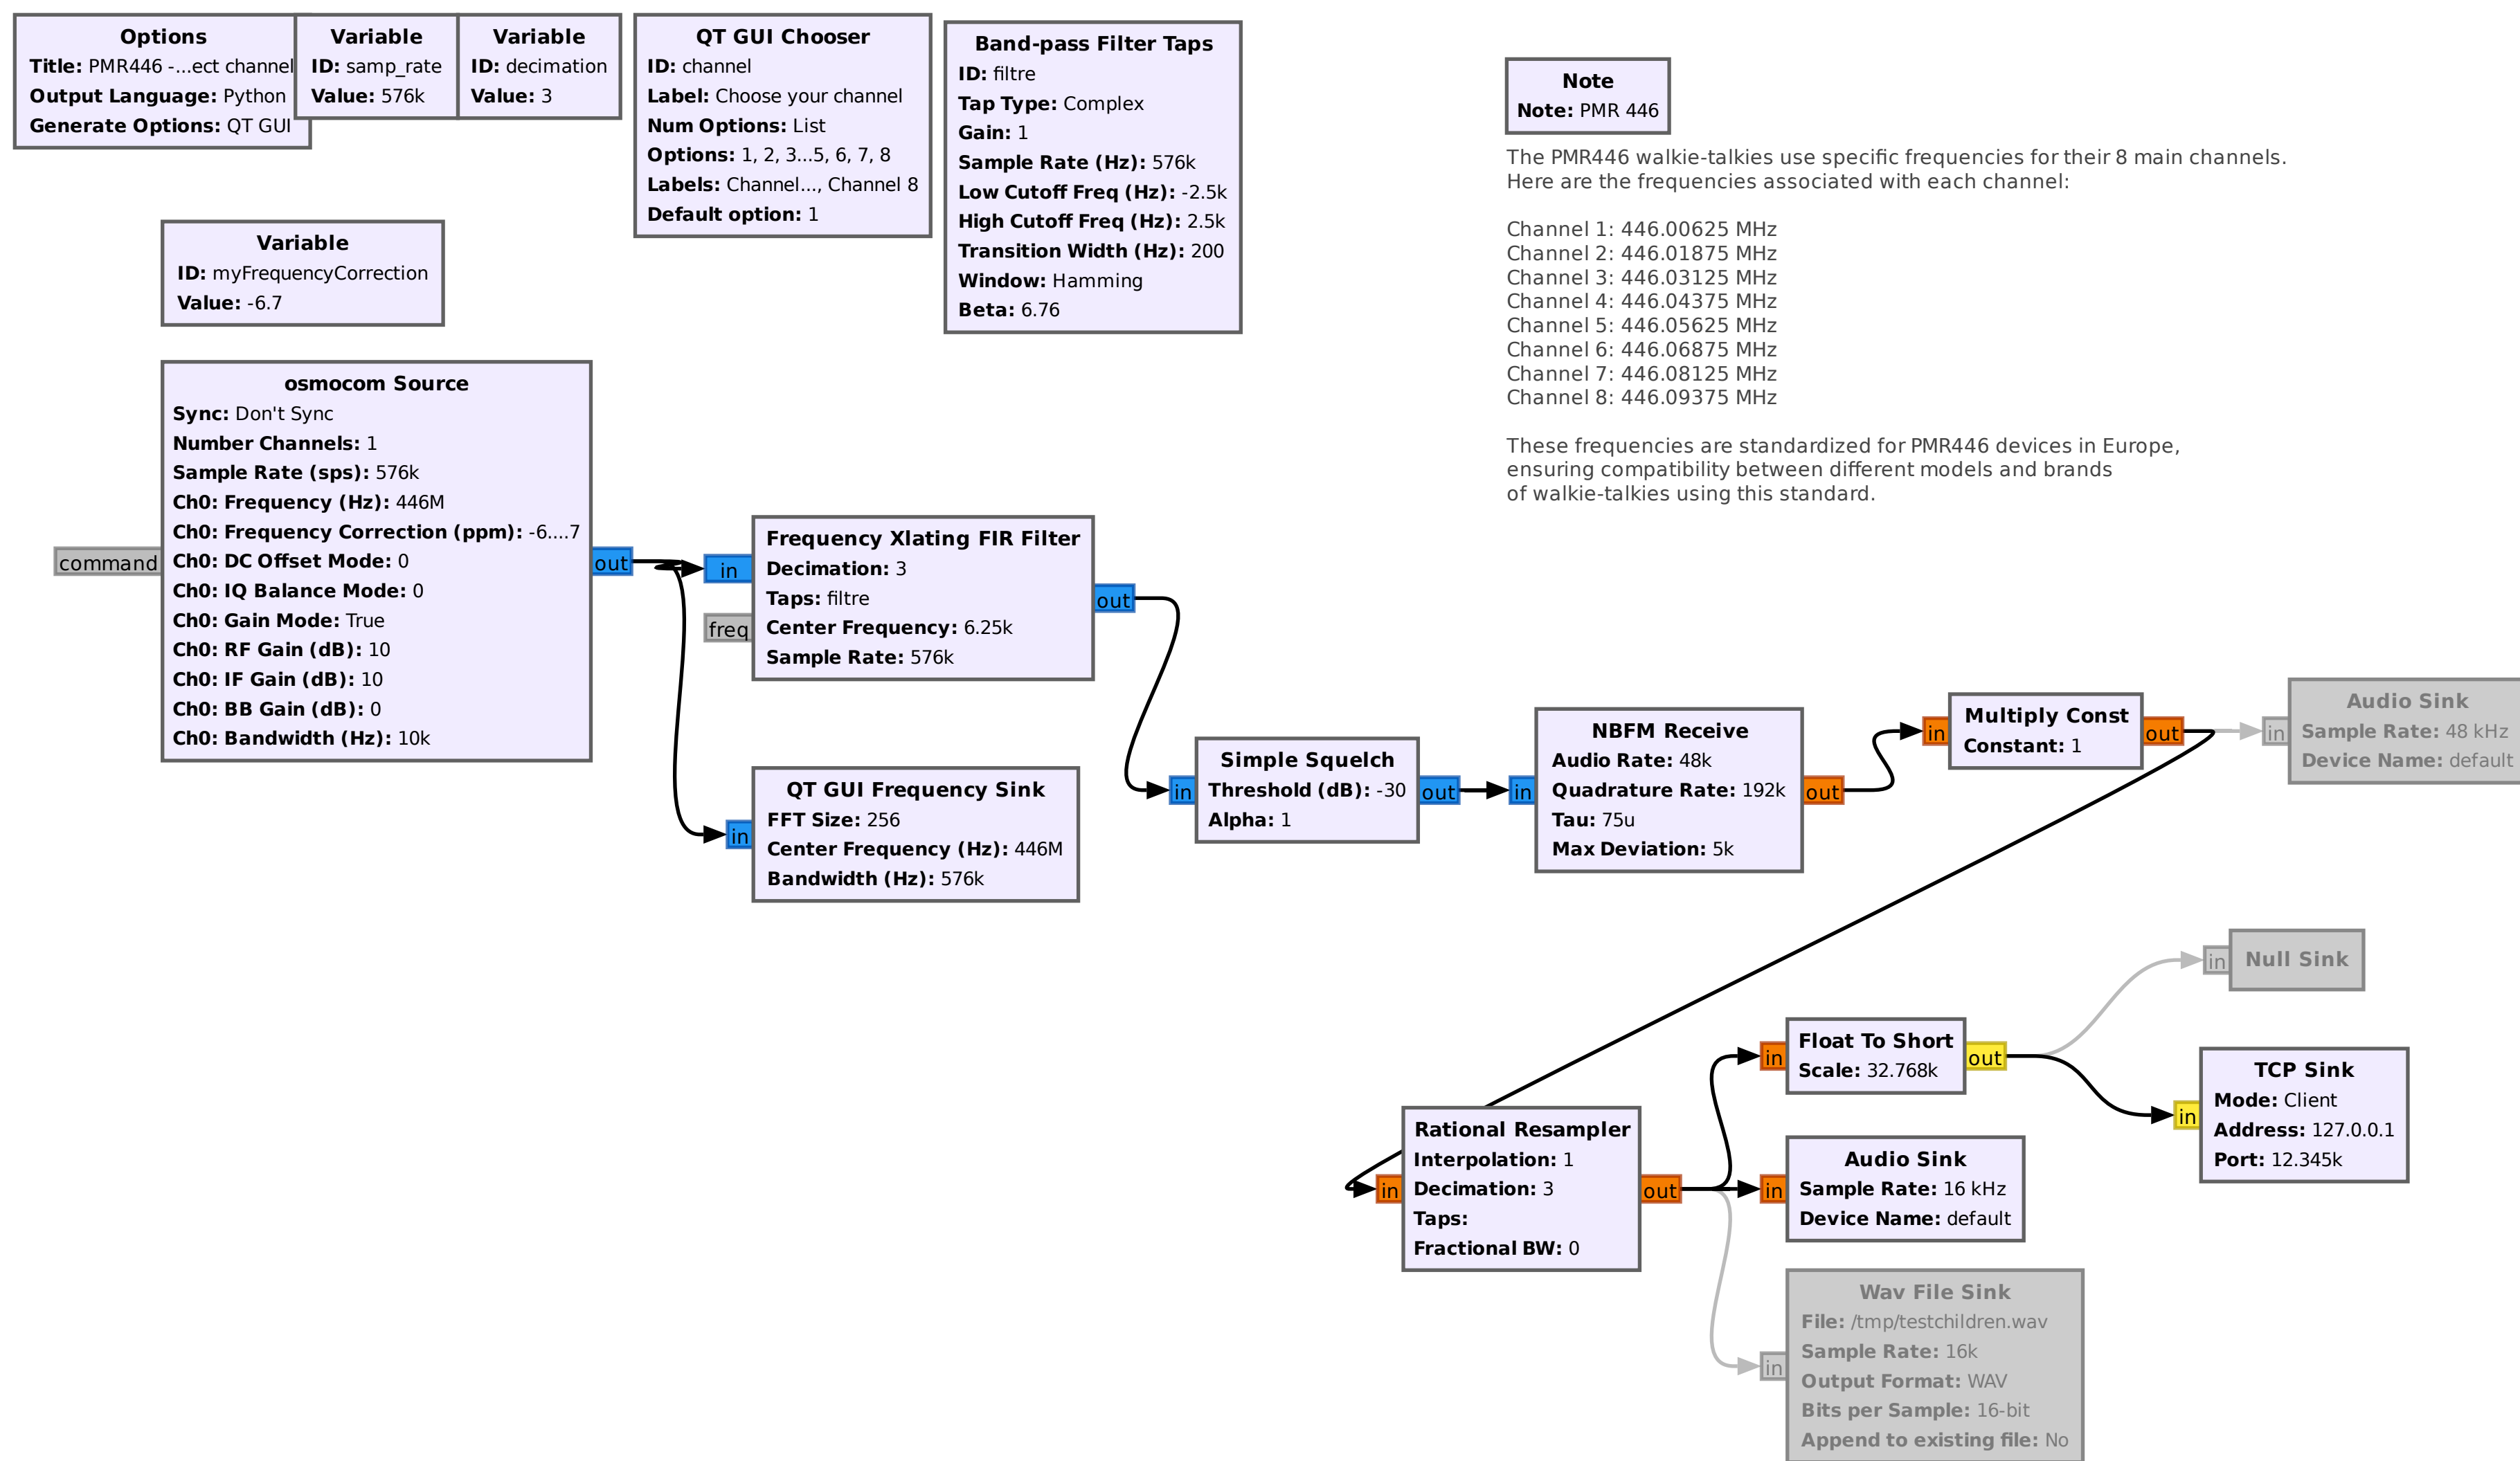 Options
Title: PMR446 -...ect channel
Output Language: Python
Generate Options: QT GUI
Variable
ID: samp_rate
Value: 576k
Variable
ID: decimation
Value: 3
QT GUI Chooser
ID: channel
Label: Choose your channel
Num Options: List
Options: 1, 2, 3...5, 6, 7, 8
Labels: Channel..., Channel 8
Default option: 1
Band-pass Filter Taps
ID: filtre
Tap Type: Complex
Gain: 1
Sample Rate (Hz): 576k
Low Cutoff Freq (Hz): -2.5k
High Cutoff Freq (Hz): 2.5k
Transition Width (Hz): 200
Window: Hamming
Beta: 6.76
Note
Note: PMR 446
The PMR446 walkie-talkies use specific frequencies for their 8 main channels.
Here are the frequencies associated with each channel:
Channel 1: 446.00625 MHz
Channel 2: 446.01875 MHz
Channel 3: 446.03125 MHz
Channel 4: 446.04375 MHz
Channel 5: 446.05625 MHz
Channel 6: 446.06875 MHz
Channel 7: 446.08125 MHz
Channel 8: 446.09375 MHz
These frequencies are standardized for PMR446 devices in Europe,
ensuring compatibility between different models and brands
of walkie-talkies using this standard.
Variable
ID: myFrequencyCorrection
Value: -6.7
osmocom Source
Sync: Don't Sync
Number Channels: 1
Sample Rate (sps): 576k
Ch0: Frequency (Hz): 446M
Ch0: Frequency Correction (ppm): -6....7
Ch0: DC Offset Mode: 0
Ch0: IQ Balance Mode: 0
Ch0: Gain Mode: True
Ch0: RF Gain (dB): 10
Ch0: IF Gain (dB): 10
Ch0: BB Gain (dB): 0
Ch0: Bandwidth (Hz): 10k
command
out
in
freq
Frequency Xlating FIR Filter
Decimation: 3
Taps: filtre
Center Frequency: 6.25k
Sample Rate: 576k
out
in
QT GUI Frequency Sink
FFT Size: 256
Center Frequency (Hz): 446M
Bandwidth (Hz): 576k
in
Simple Squelch
Threshold (dB): -30
Alpha: 1
out
in
NBFM Receive
Audio Rate: 48k
Quadrature Rate: 192k
Tau: 75u
Max Deviation: 5k
out
in
Multiply Const
Constant: 1
out
in
Audio Sink
Sample Rate: 48 kHz
Device Name: default
in
Null Sink
in
Float To Short
Scale: 32.768k
out
in
TCP Sink
Mode: Client
Address: 127.0.0.1
Port: 12.345k
in
Rational Resampler
Interpolation: 1
Decimation: 3
Taps:
Fractional BW: 0
out
in
Audio Sink
Sample Rate: 16 kHz
Device Name: default
in
Wav File Sink
File: /tmp/testchildren.wav
Sample Rate: 16k
Output Format: WAV
Bits per Sample: 16-bit
Append to existing file: No